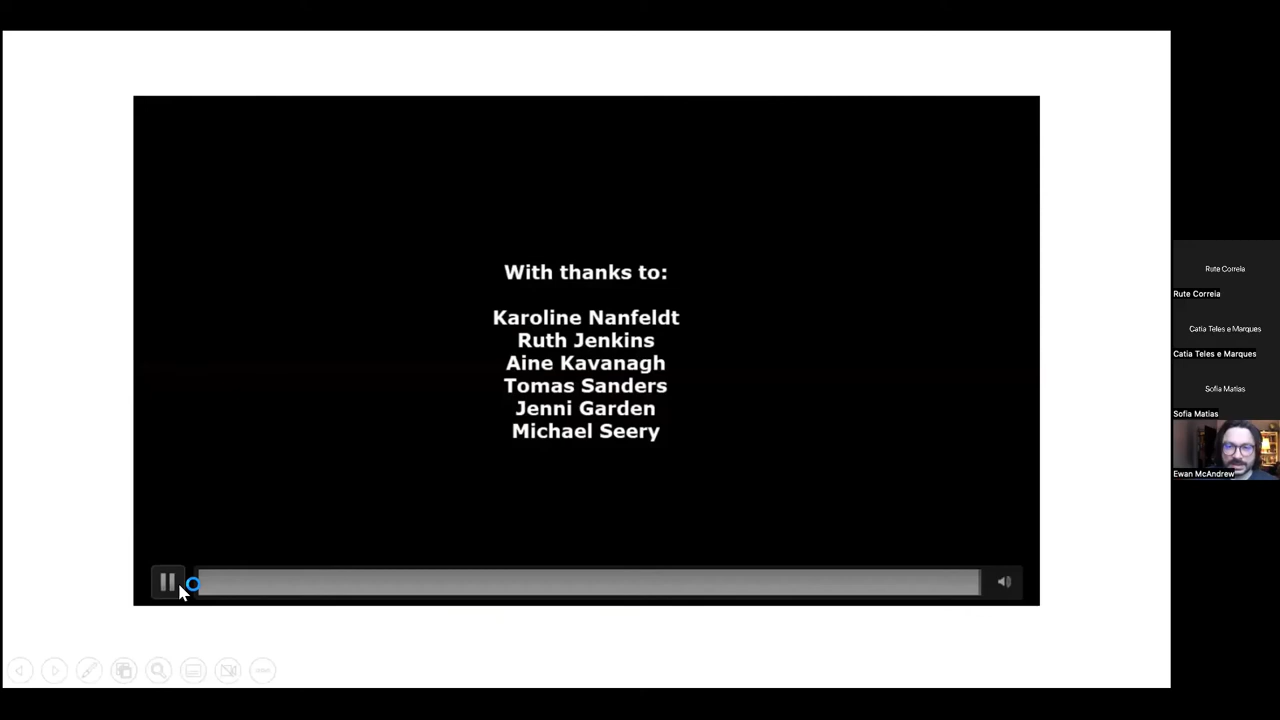 With thanks to:
Karoline Nanfeldt
Ruth Jenkins
Aine Kavanagh
Tomas Sanders
Jenni Garden
Michael Seery
Rute Correia
Rute Correia
Catia Teles e Marques
Catia Teles e Marques
Sofia Matias
Sofia Matias
Ewan McAndrew